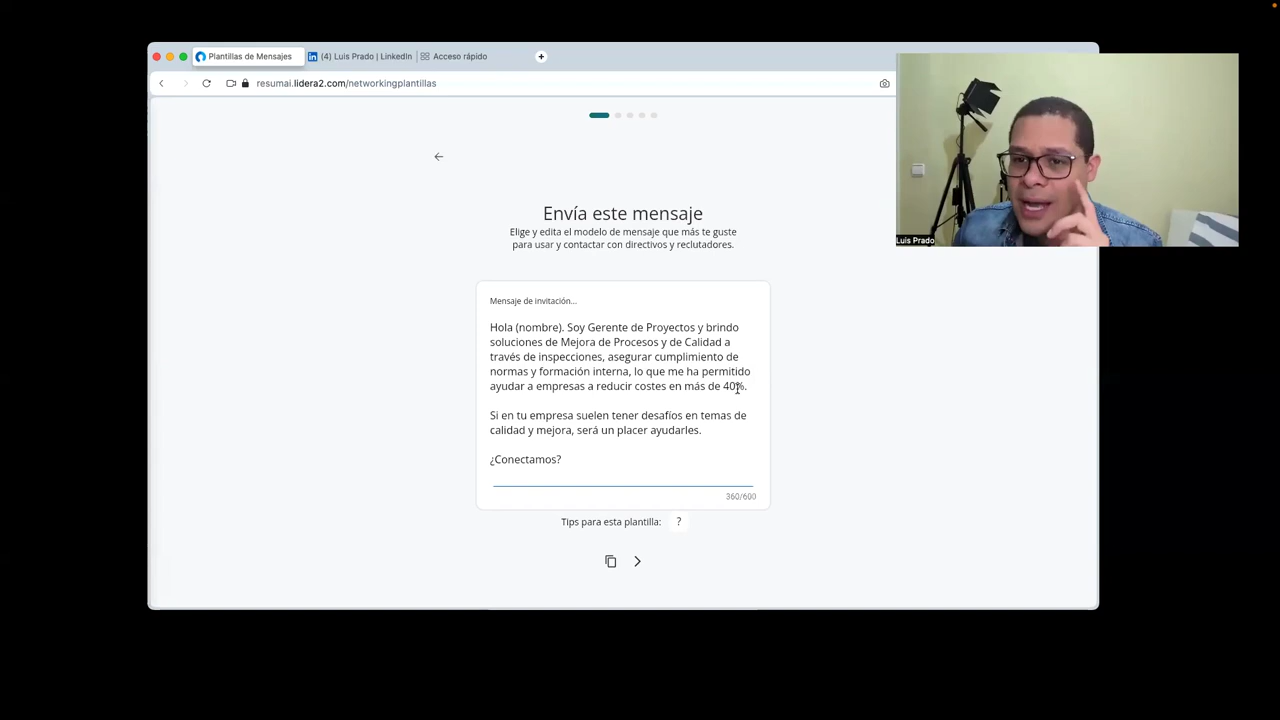 Plantillas de Mensajes
(4) Luis Prado | LinkedIn
Acceso rápido
resumai.lidera2.com/networkingplantillas
Luis Prado
Envía este mensaje
Elige y edita el modelo de mensaje que más te guste
para usar y contactar con directivos y reclutadores.
Mensaje de invitación...
Hola (nombre). Soy Gerente de Proyectos y brindo
soluciones de Mejora de Procesos y de Calidad a
través de inspecciones, asegurar cumplimiento de
normas y formación interna, lo que me ha permitido
ayudar a empresas a reducir costes en más de 40%.
Si en tu empresa suelen tener desafíos en temas de
calidad y mejora, será un placer ayudarles.
¿Conectamos?
360/600
Tips para esta plantilla: ?